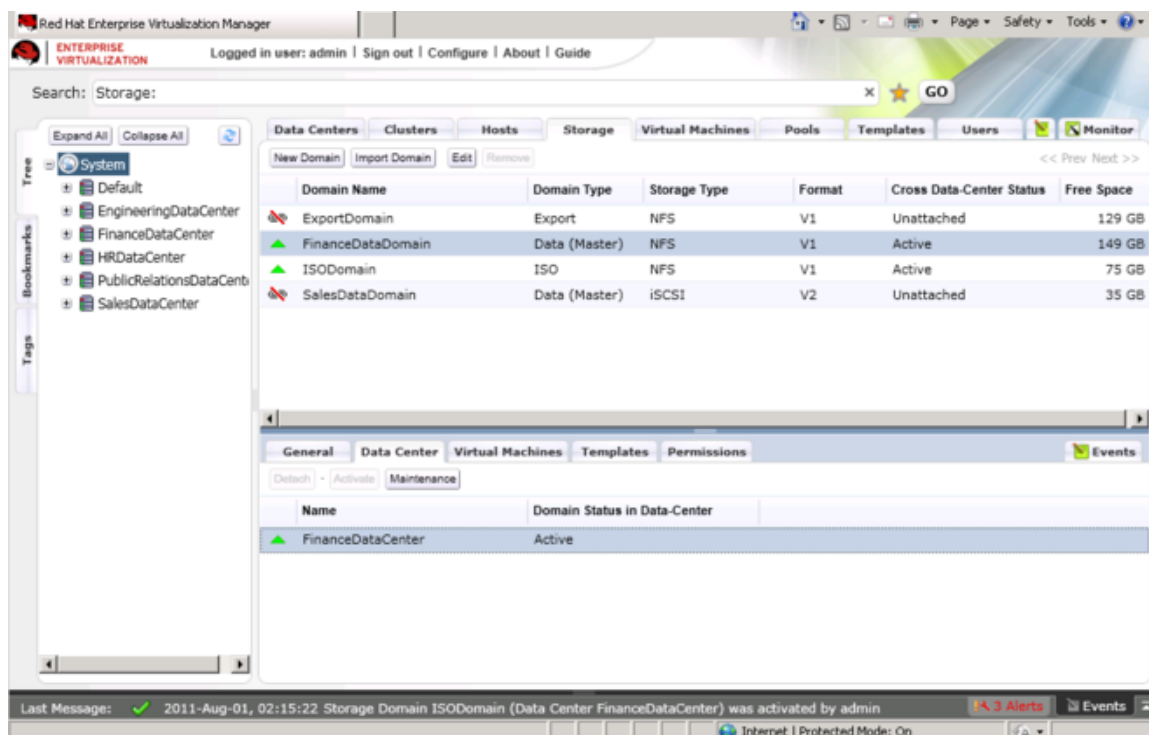 Red Hat Enterprise Virtualization Manager
Page Safety Tools
ENTERPRISE
VIRTUALIZATION
Logged in user: admin | Sign out | Configure | About | Guide
Search: Storage: GO
Expand All Collapse All
Data Centers Clusters Hosts Storage Virtual Machines Pools Templates Users Monitor
Tree
Bookmarks
Tags
System
Default
EngineeringDataCenter
FinanceDataCenter
HRDataCenter
PublicRelationsDataCent
SalesDataCenter
New Domain Import Domain Edit Remove << Prev Next >>
Domain Name Domain Type Storage Type Format Cross Data-Center Status Free Space
ExportDomain Export NFS V1 Unattached 129 GB
FinanceDataDomain Data (Master) NFS V1 Active 149 GB
ISODomain ISO NFS V1 Active 75 GB
SalesDataDomain Data (Master) iSCSI V2 Unattached 35 GB
General Data Center Virtual Machines Templates Permissions Events
Detach - Activate Maintenance
Name Domain Status in Data-Center
FinanceDataCenter Active
Last Message: 2011-Aug-01, 02:15:22 Storage Domain ISODomain (Data Center FinanceDataCenter) was activated by admin 3 Alerts Events
Internet | Protected Mode: On